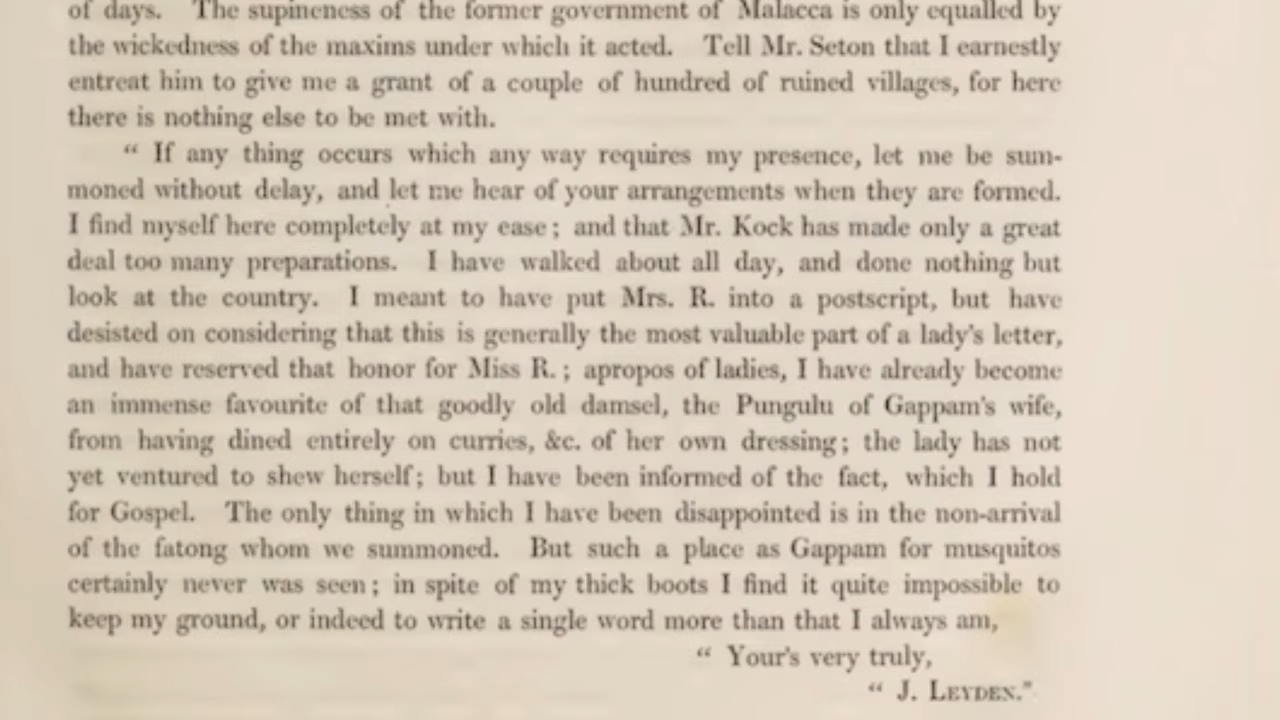 of days. The supineness of the former government of Malacca is only equalled by
the wickedness of the maxims under which it acted. Tell Mr. Seton that I earnestly
entreat him to give me a grant of a couple of hundred of ruined villages, for here
there is nothing else to be met with.
“ If any thing occurs which any way requires my presence, let me be sum-
moned without delay, and let me hear of your arrangements when they are formed.
I find myself here completely at my ease; and that Mr. Kock has made only a great
deal too many preparations. I have walked about all day, and done nothing but
look at the country. I meant to have put Mrs. R. into a postscript, but have
desisted on considering that this is generally the most valuable part of a lady's letter,
and have reserved that honor for Miss R.; apropos of ladies, I have already become
an immense favourite of that goodly old damsel, the Pungulu of Gappam's wife,
from having dined entirely on curries, &c. of her own dressing; the lady has not
yet ventured to shew herself; but I have been informed of the fact, which I hold
for Gospel. The only thing in which I have been disappointed is in the non-arrival
of the fatong whom we summoned. But such a place as Gappam for musquitos
certainly never was seen; in spite of my thick boots I find it quite impossible to
keep my ground, or indeed to write a single word more than that I always am,
“ Your's very truly,
“ J. LEYDEN.”